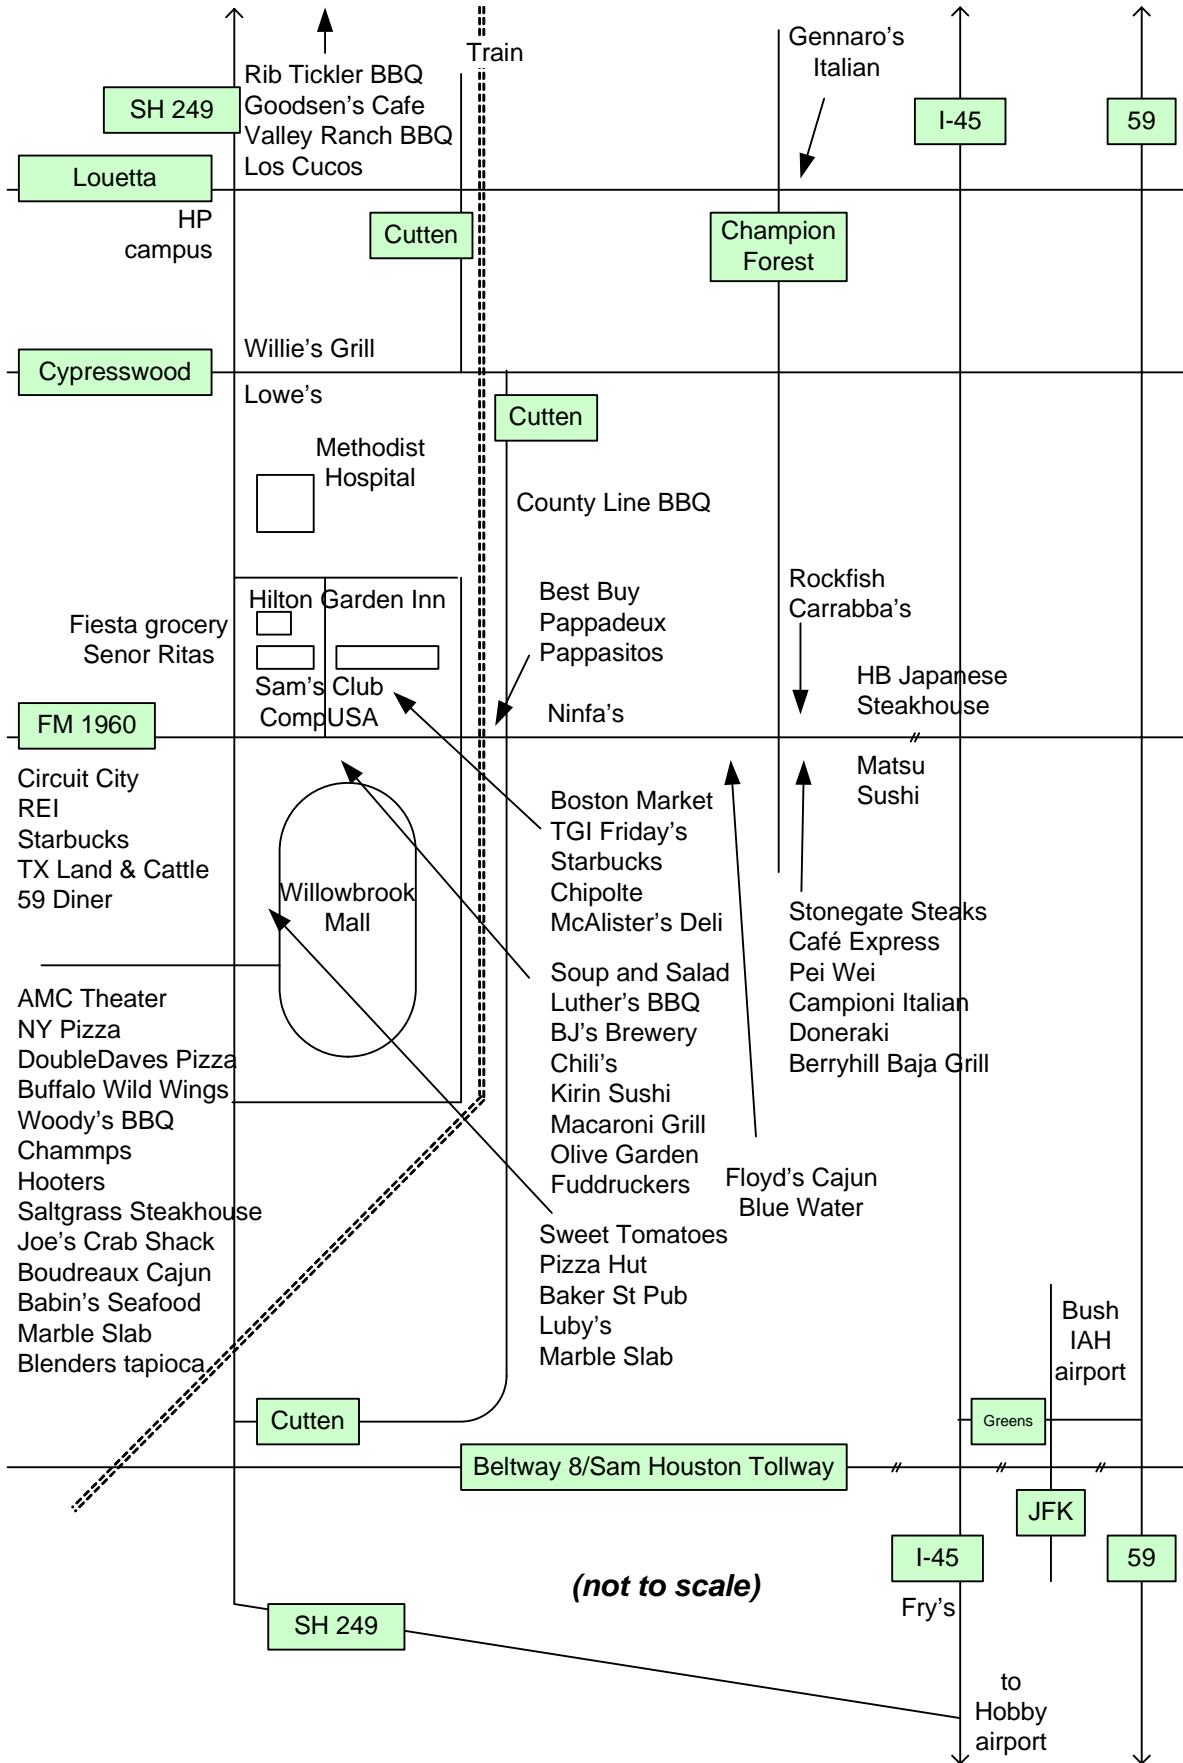 Train
Gennaro's
Italian
Rib Tickler BBQ
Goodsen's Cafe
Valley Ranch BBQ
Los Cucos
SH 249
I-45
59
Louetta
HP
campus
Cutten
Champion
Forest
Willie's Grill
Cypresswood
Lowe's
Cutten
Methodist
Hospital
County Line BBQ
Hilton Garden Inn
Best Buy
Pappadeux
Pappasitos
Rockfish
Carrabba's
Fiesta grocery
Senor Ritas
Sam's Club
CompUSA
HB Japanese
Steakhouse
FM 1960
Ninfa's
Circuit City
REI
Starbucks
TX Land & Cattle
59 Diner
Matsu
Sushi
Willowbrook
Mall
Boston Market
TGI Friday's
Starbucks
Chipolte
McAlister's Deli
Stonegate Steaks
Café Express
Pei Wei
Campioni Italian
Doneraki
Berryhill Baja Grill
AMC Theater
NY Pizza
DoubleDaves Pizza
Buffalo Wild Wings
Woody's BBQ
Chammps
Hooters
Saltgrass Steakhouse
Joe's Crab Shack
Boudreaux Cajun
Babin's Seafood
Marble Slab
Blenders tapioca
Soup and Salad
Luther's BBQ
BJ's Brewery
Chili's
Kirin Sushi
Macaroni Grill
Olive Garden
Fuddruckers
Floyd's Cajun
Blue Water
Sweet Tomatoes
Pizza Hut
Baker St Pub
Luby's
Marble Slab
Bush
IAH
airport
Cutten
Greens
Beltway 8/Sam Houston Tollway
JFK
I-45
59
(not to scale)
Fry's
SH 249
to
Hobby
airport